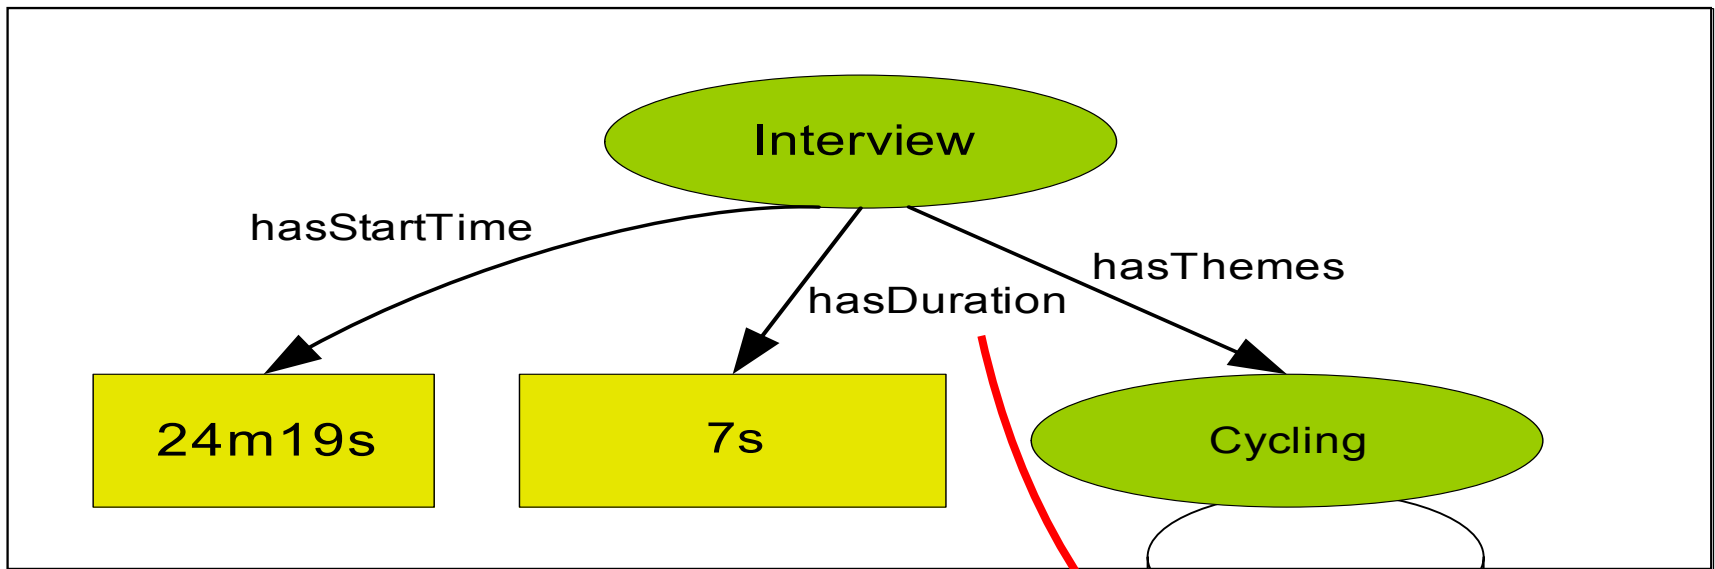 Interview
hasStartTime
hasThemes
hasDuration
24m19s
7s
Cycling